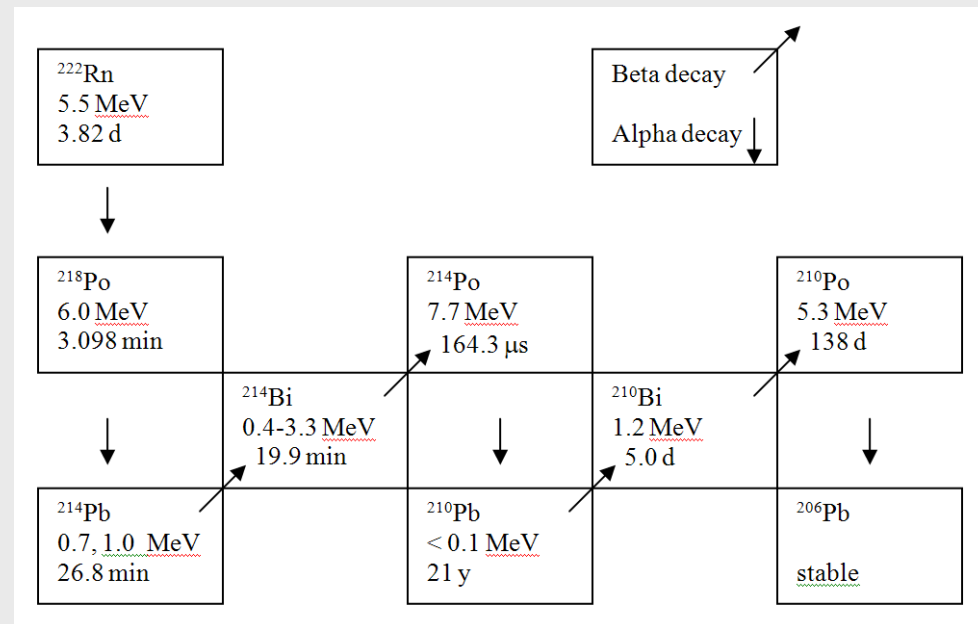 ²²²Rn
5.5 MeV
3.82 d
Beta decay
Alpha decay
²¹⁸Po
6.0 MeV
3.098 min
²¹⁴Po
7.7 MeV
164.3 μs
²¹⁰Po
5.3 MeV
138 d
²¹⁴Bi
0.4-3.3 MeV
19.9 min
²¹⁰Bi
1.2 MeV
5.0 d
²¹⁴Pb
0.7, 1.0 MeV
26.8 min
²¹⁰Pb
< 0.1 MeV
21 y
²⁰⁶Pb
stable